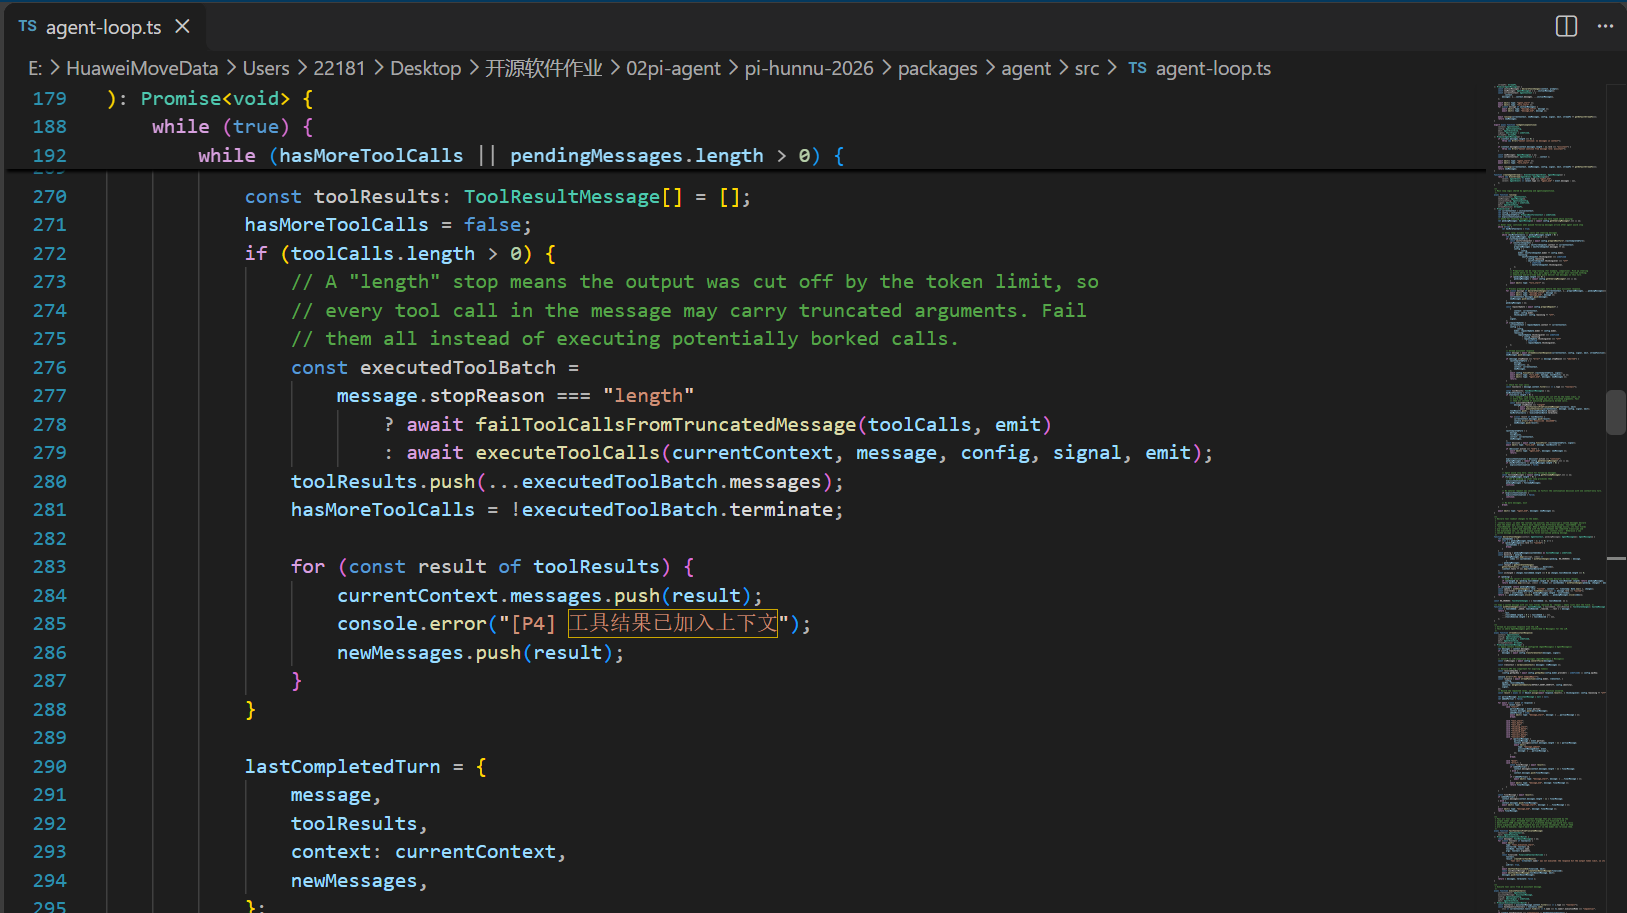 TS agent-loop.ts
E: > HuaweiMoveData > Users > 22181 > Desktop > 开源软件作业 > 02pi-agent > pi-hunnu-2026 > packages > agent > src > TS agent-loop.ts
179 ): Promise<void> {
188 while (true) {
192 while (hasMoreToolCalls || pendingMessages.length > 0) {
270 const toolResults: ToolResultMessage[] = [];
271 hasMoreToolCalls = false;
272 if (toolCalls.length > 0) {
273 // A "length" stop means the output was cut off by the token limit, so
274 // every tool call in the message may carry truncated arguments. Fail
275 // them all instead of executing potentially borked calls.
276 const executedToolBatch =
277 message.stopReason === "length"
278 ? await failToolCallsFromTruncatedMessage(toolCalls, emit)
279 : await executeToolCalls(currentContext, message, config, signal, emit);
280 toolResults.push(...executedToolBatch.messages);
281 hasMoreToolCalls = !executedToolBatch.terminate;
282
283 for (const result of toolResults) {
284 currentContext.messages.push(result);
285 console.error("[P4] 工具结果已加入上下文");
286 newMessages.push(result);
287 }
288 }
289
290 lastCompletedTurn = {
291 message,
292 toolResults,
293 context: currentContext,
294 newMessages,
295 };